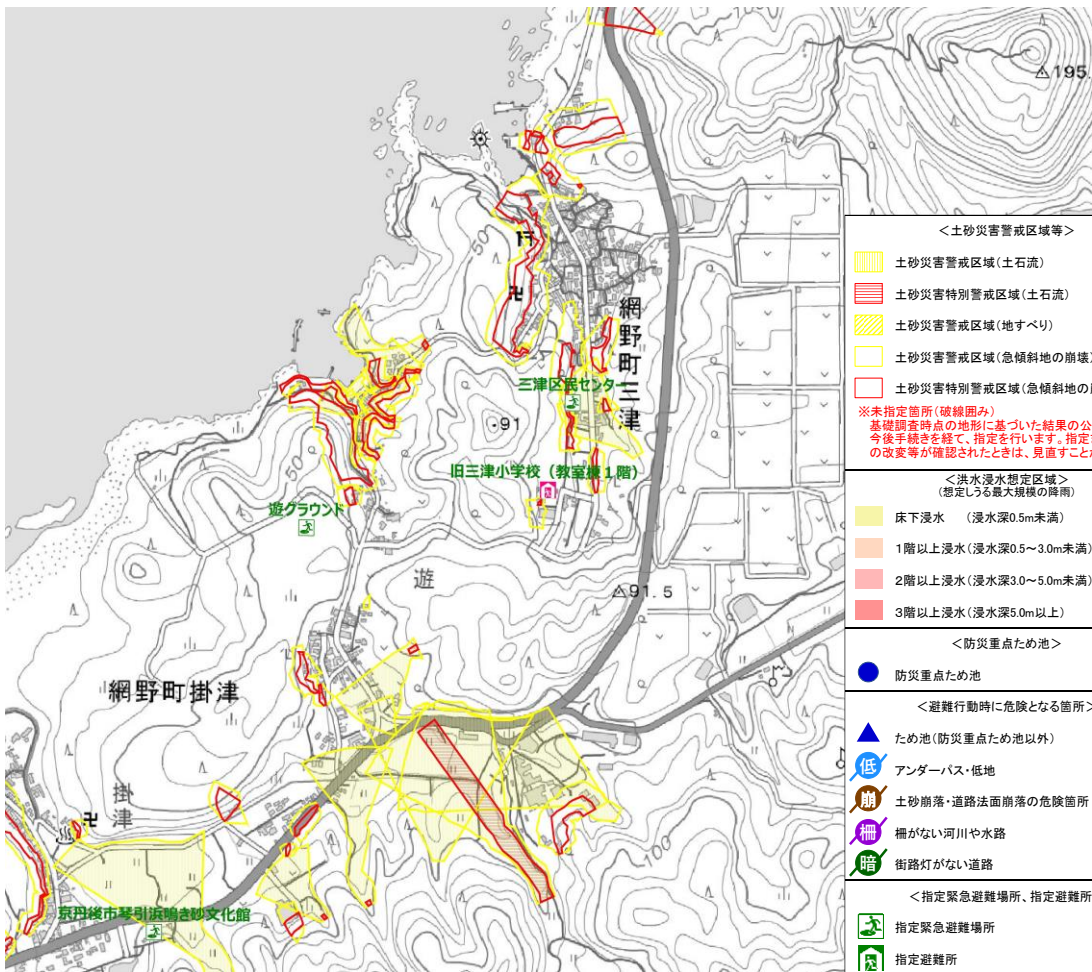 195.
50
網野町三津
三津区民センター
・91
旧三津小学校（教室棟１階）
50
遊グラウンド
遊
91.5
網野町掛津
掛津
100
京丹後市琴引浜鳴き砂文化館
＜土砂災害警戒区域等＞
土砂災害警戒区域（土石流）
土砂災害特別警戒区域（土石流）
土砂災害警戒区域（地すべり）
土砂災害警戒区域（急傾斜地の崩壊）
土砂災害特別警戒区域（急傾斜地の
※未指定箇所（破線囲み）
基礎調査時点の地形に基づいた結果の公
今後手続きを経て、指定を行います。指定
の改変等が確認されたときは、見直すことが
＜洪水浸水想定区域＞
（想定しうる最大規模の降雨）
床下浸水　（浸水深0.5m未満）
1階以上浸水（浸水深0.5～3.0m未満）
2階以上浸水（浸水深3.0～5.0m未満）
3階以上浸水（浸水深5.0m以上）
＜防災重点ため池＞
防災重点ため池
＜避難行動時に危険となる箇所＞
ため池（防災重点ため池以外）
低 アンダーパス・低地
崩 土砂崩落・道路法面崩落の危険箇所
柵 柵がない河川や水路
暗 街路灯がない道路
＜指定緊急避難場所、指定避難所
指定緊急避難場所
指定避難所